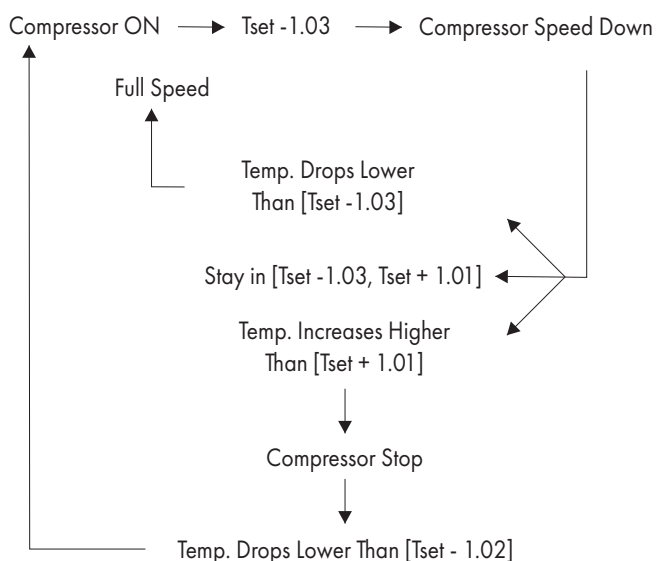 Compressor ON Tset -1.03 Compressor Speed Down
Full Speed
Temp. Drops Lower
Than [Tset -1.03]
Stay in [Tset -1.03, Tset + 1.01]
Temp. Increases Higher
Than [Tset + 1.01]
Compressor Stop
Temp. Drops Lower Than [Tset - 1.02]